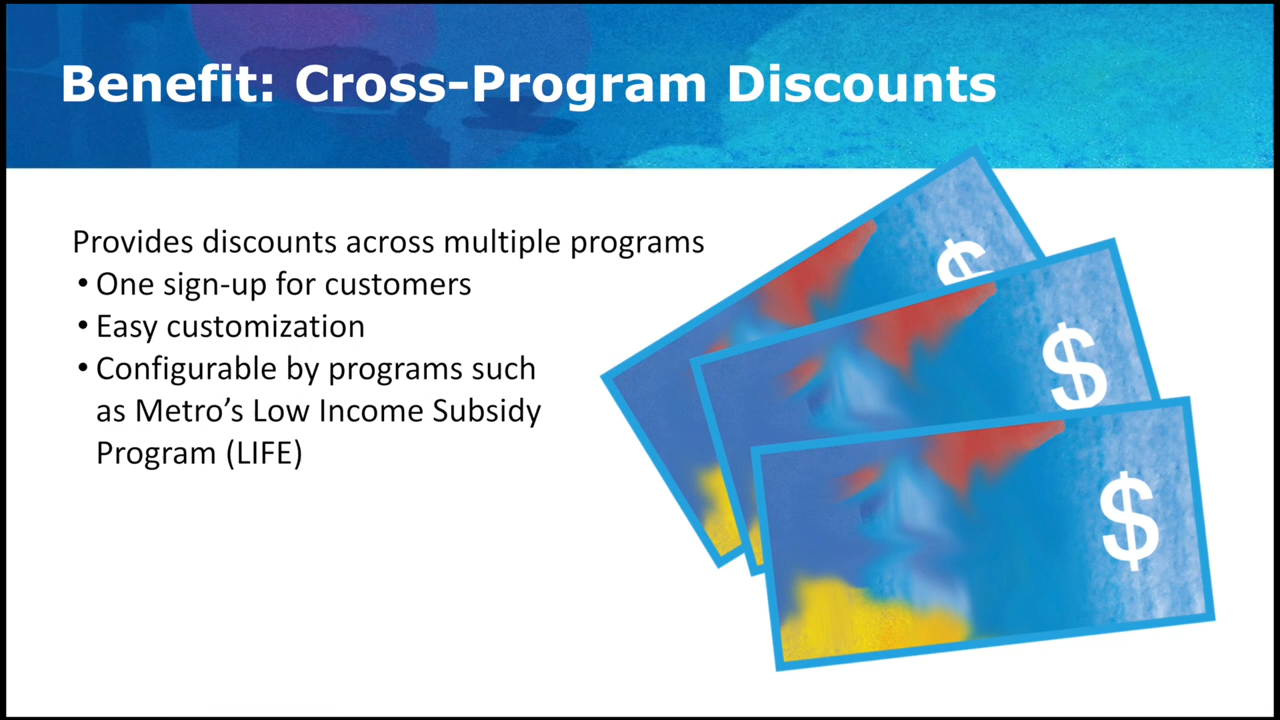 Benefit: Cross-Program Discounts
Provides discounts across multiple programs
• One sign-up for customers
• Easy customization
• Configurable by programs such
as Metro’s Low Income Subsidy
Program (LIFE)
$
$
$